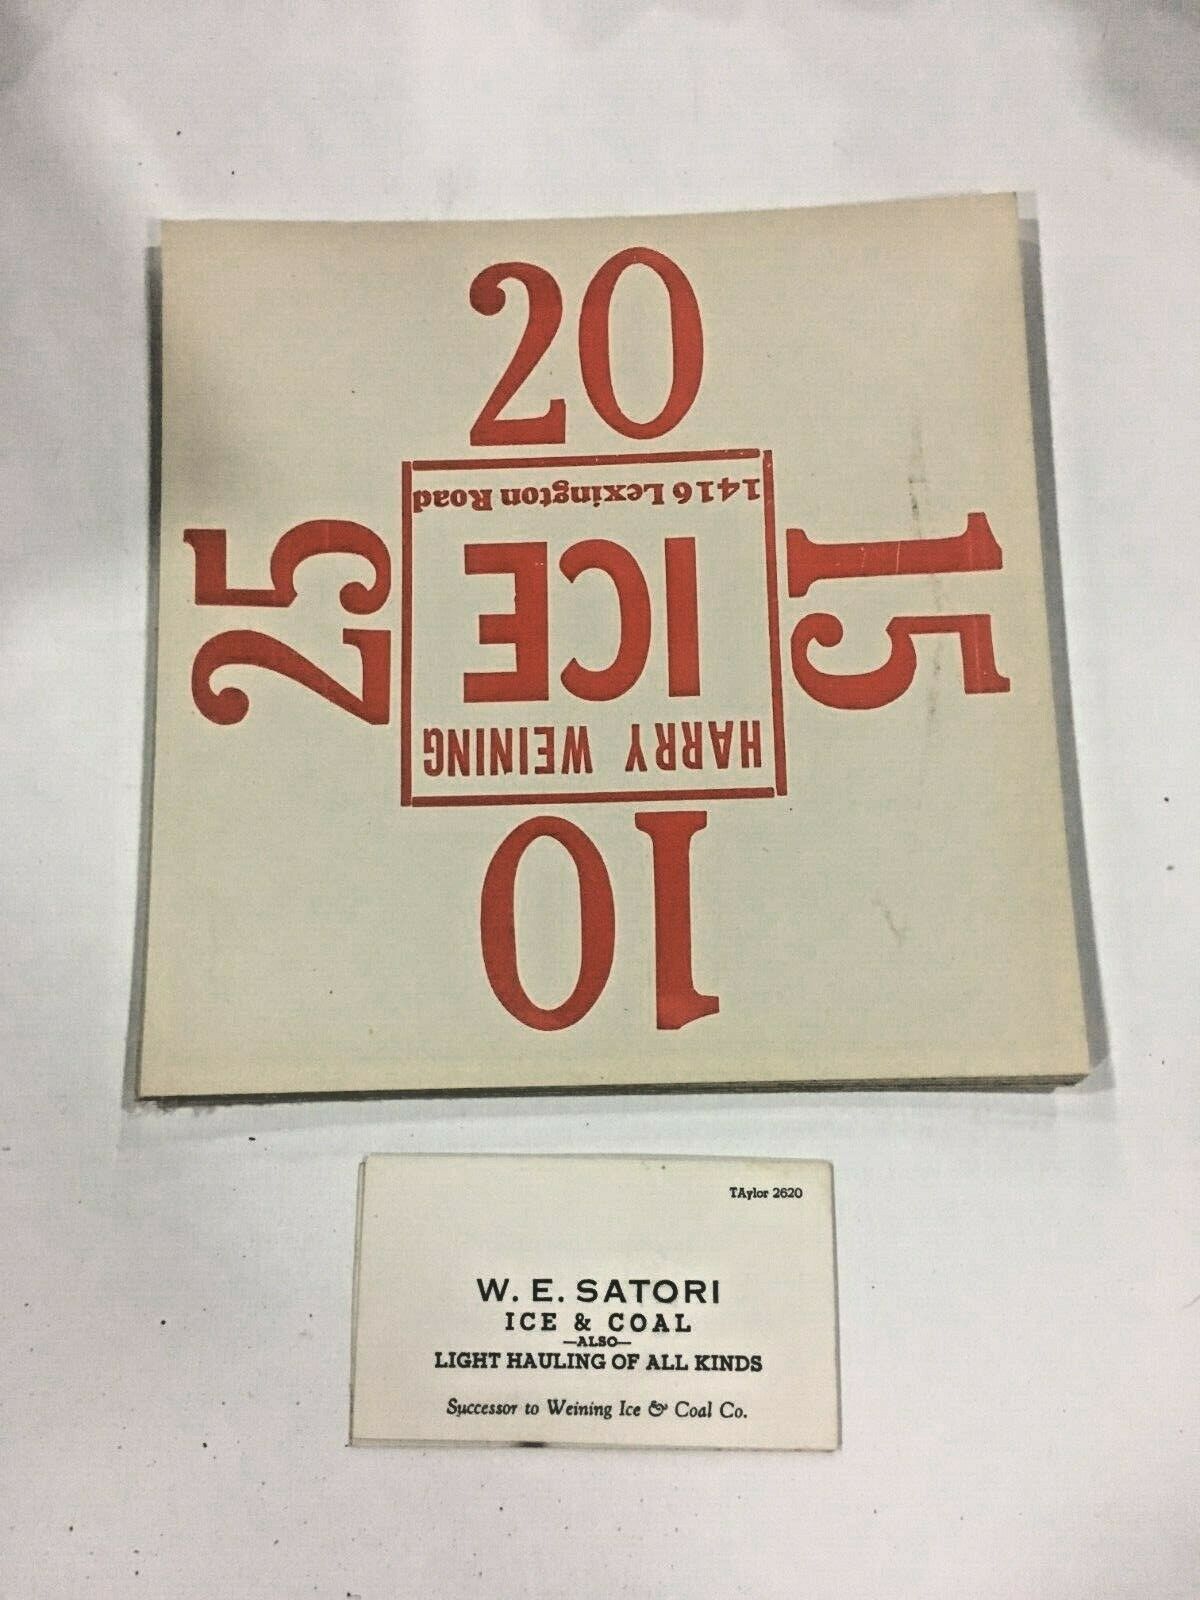 20
25
15
10
HARRY WEINING
ICE
1416 Lexington Road
TAylor 2620
W. E. SATORI
ICE & COAL
—ALSO—
LIGHT HAULING OF ALL KINDS
Successor to Weining Ice & Coal Co.